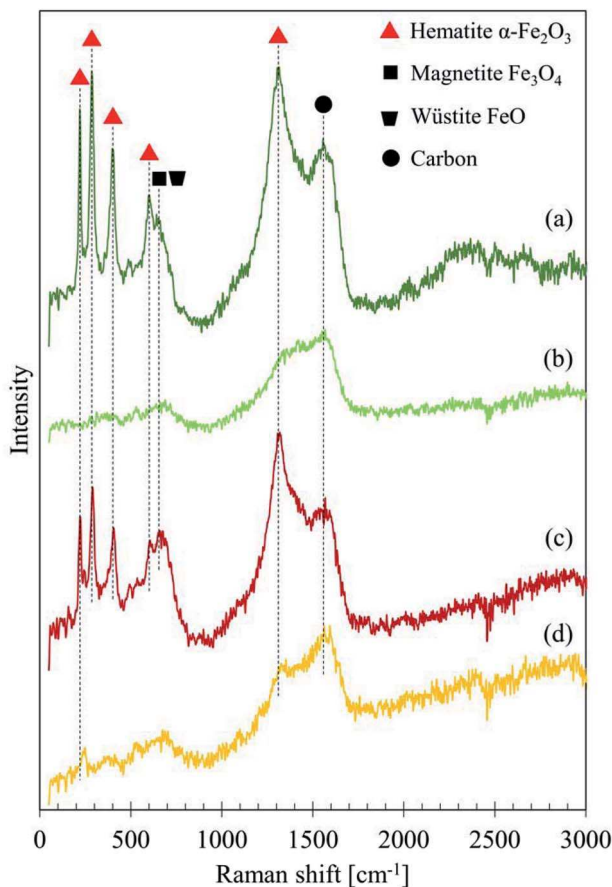 Hematite α-Fe₂O₃
Magnetite Fe₃O₄
Wüstite FeO
Carbon
(a)
(b)
(c)
(d)
Intensity
0 500 1000 1500 2000 2500 3000
Raman shift [cm⁻¹]